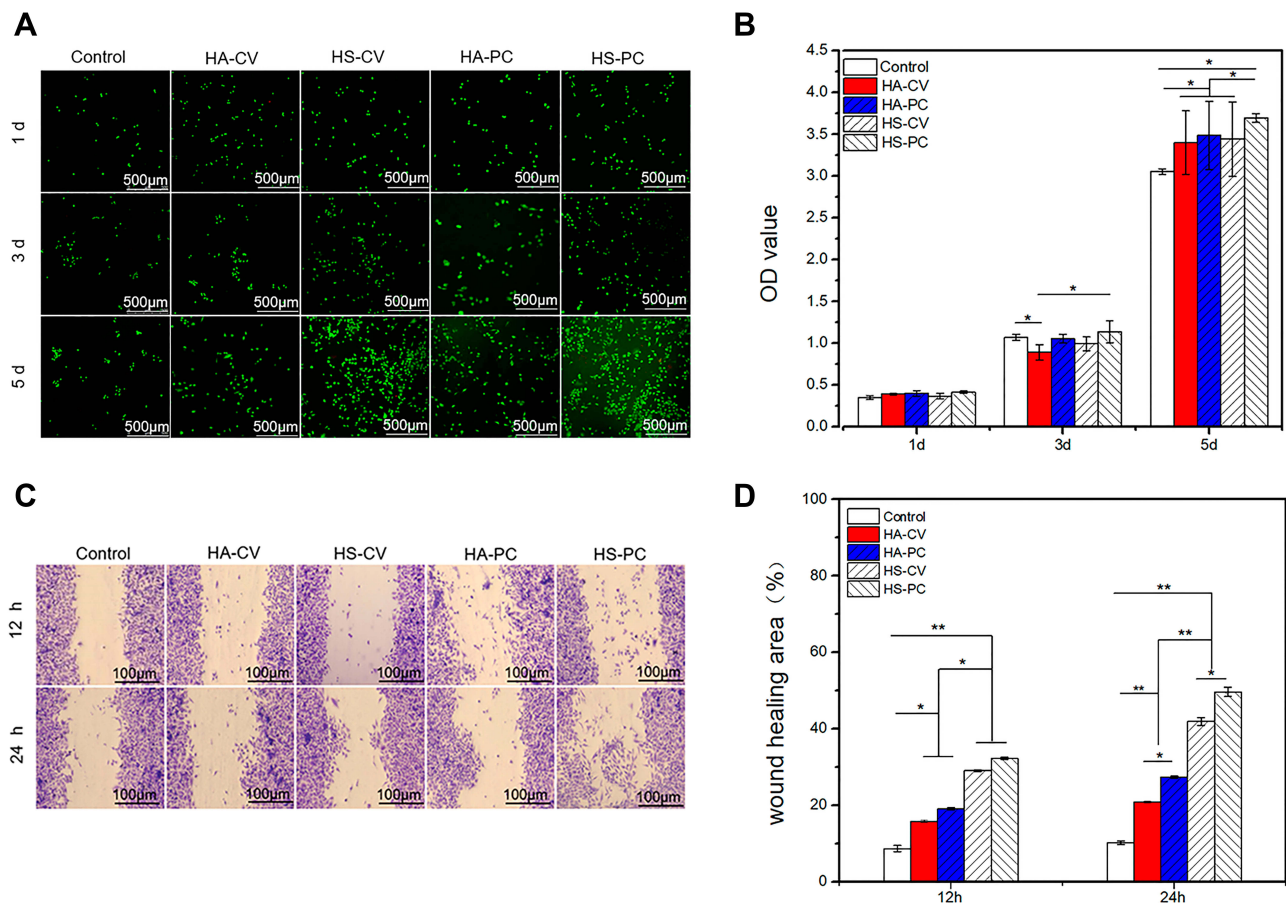 A
Control HA-CV HS-CV HA-PC HS-PC
1 d
500μm 500μm 500μm 500μm 500μm
3 d
500μm 500μm 500μm 500μm 500μm
5 d
500μm 500μm 500μm 500μm 500μm
B
4.5
4.0
3.5
3.0
2.5
2.0
1.5
1.0
0.5
0.0
OD value
Control
HA-CV
HA-PC
HS-CV
HS-PC
* *
* *
*
*
1d 3d 5d
C
Control HA-CV HS-CV HA-PC HS-PC
12 h
100μm 100μm 100μm 100μm 100μm
24 h
100μm 100μm 100μm 100μm 100μm
D
100
80
60
40
20
0
wound healing area (%)
Control
HA-CV
HA-PC
HS-CV
HS-PC
**
*
*
**
**
*
**
*
12h 24h